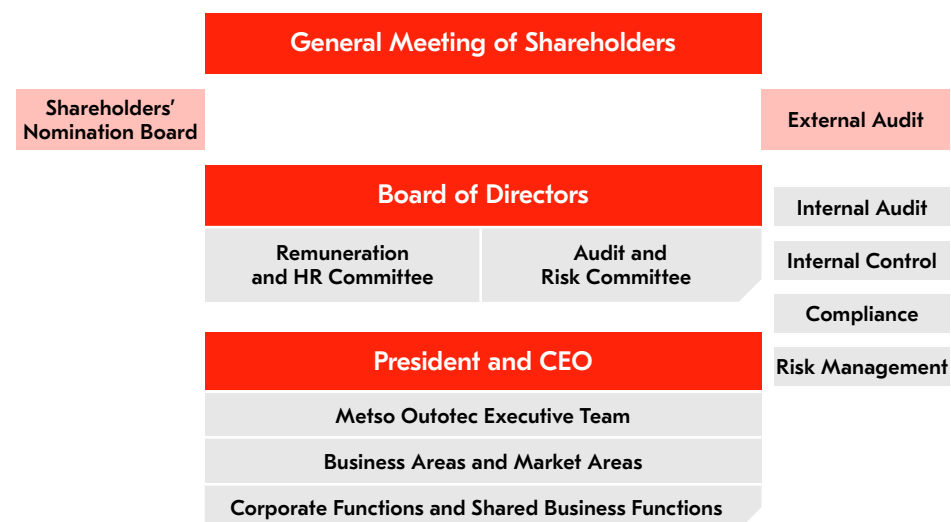 General Meeting of Shareholders
Shareholders'
Nomination Board
External Audit
Board of Directors
Remuneration
and HR Committee
Audit and
Risk Committee
Internal Audit
Internal Control
Compliance
Risk Management
President and CEO
Metso Outotec Executive Team
Business Areas and Market Areas
Corporate Functions and Shared Business Functions